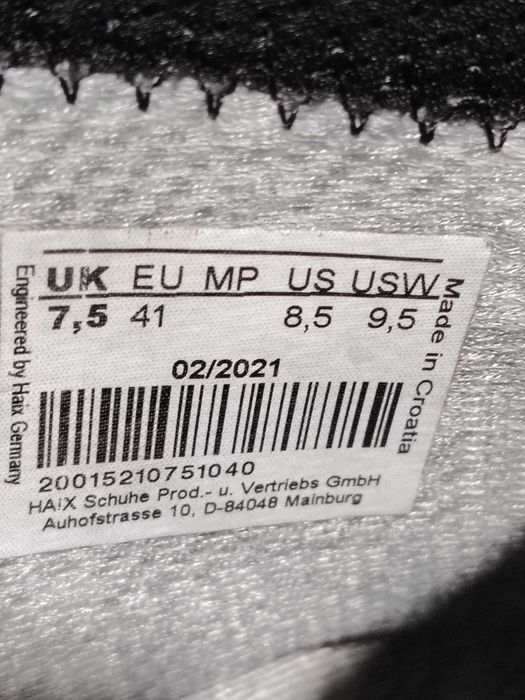 UK EU MP US USW
7,5 41 8,5 9,5
02/2021
20015210751040
HAIX Schuhe Prod.- u. Vertriebs GmbH
Auhofstrasse 10, D-84048 Mainburg
Engineered by Haix Germany
Made in Croatia